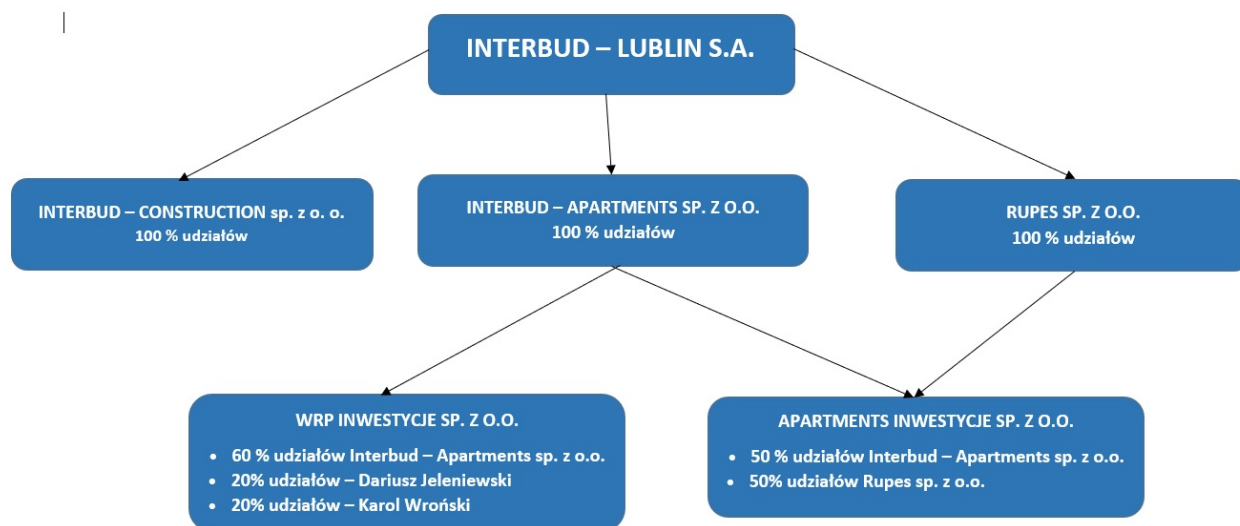 INTERBUD – LUBLIN S.A.
INTERBUD – CONSTRUCTION sp. z o. o.
100 % udziałów
INTERBUD – APARTMENTS SP. Z O.O.
100 % udziałów
RUPES SP. Z O.O.
100 % udziałów
WRP INWESTYCJE SP. Z O.O.
• 60 % udziałów Interbud – Apartments sp. z o.o.
• 20% udziałów – Dariusz Jeleniewski
• 20% udziałów – Karol Wroński
APARTMENTS INWESTYCJE SP. Z O.O.
• 50 % udziałów Interbud – Apartments sp. z o.o.
• 50% udziałów Rupes sp. z o.o.